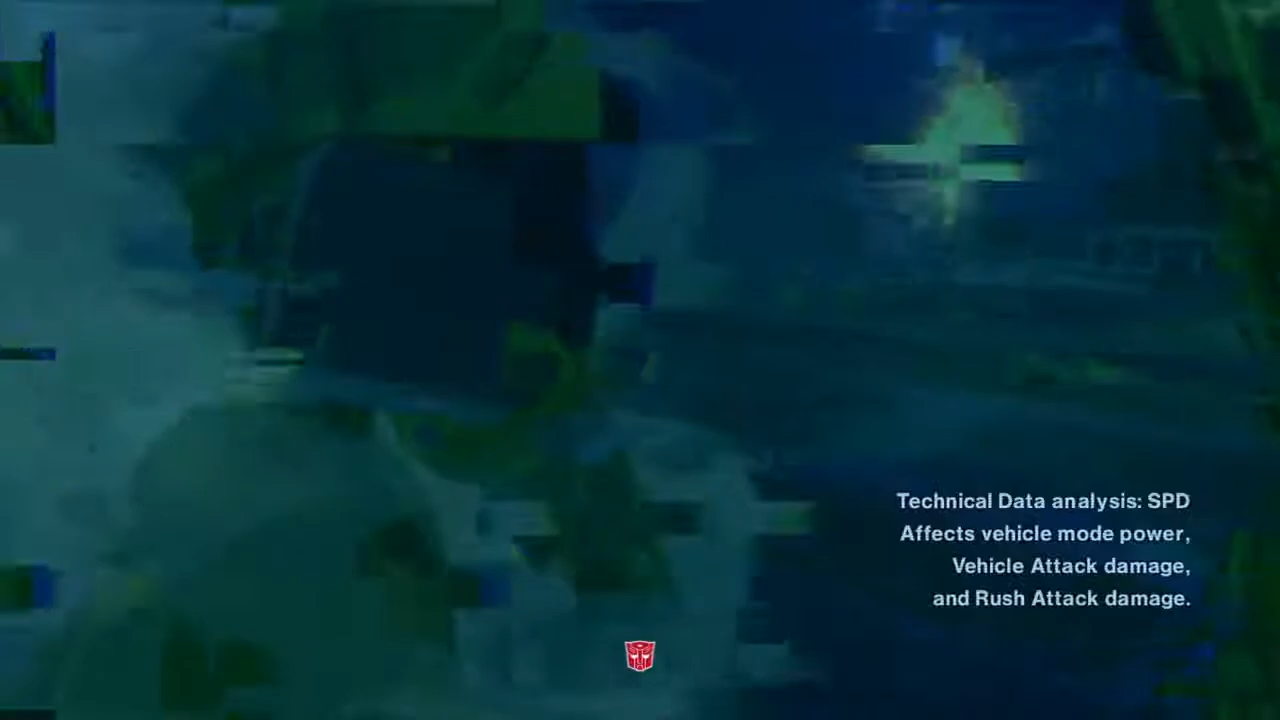 Technical Data analysis: SPD
Affects vehicle mode power,
Vehicle Attack damage,
and Rush Attack damage.